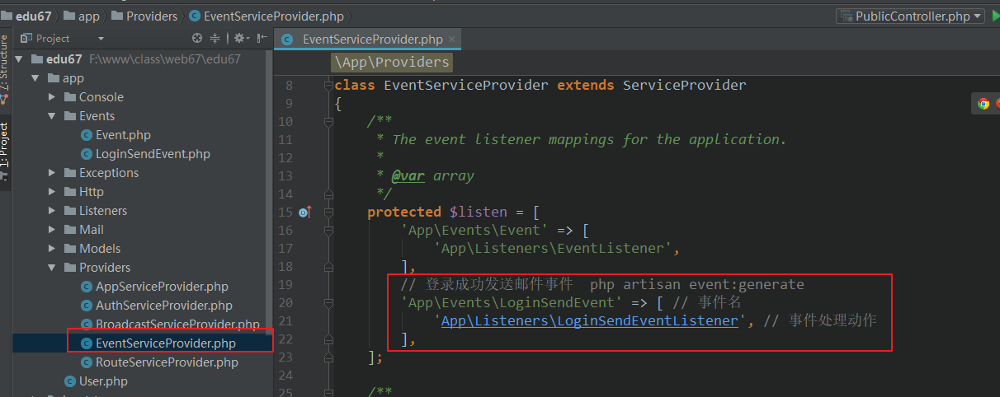 edu67 app Providers EventServiceProvider.php PublicController.php
Project EventServiceProvider.php
edu67 F:\www\class\web67\edu67 \App\Providers
app 8 class EventServiceProvider extends ServiceProvider
Console 9 {
Events 10 /**
Event.php 11 * The event listener mappings for the application.
LoginSendEvent.php 12 *
Exceptions 13 * @var array
Http 14 */
Listeners 15 protected $listen = [
Mail 16 'App\Events\Event' => [
Models 17 'App\Listeners\EventListener',
Providers 18 ],
AppServiceProvider.php 19 // 登录成功发送邮件事件 php artisan event:generate
AuthServiceProvider.php 20 'App\Events\LoginSendEvent' => [ // 事件名
BroadcastServiceProvider.php 21 'App\Listeners\LoginSendEventListener', // 事件处理动作
EventServiceProvider.php 22 ],
RouteServiceProvider.php 23 ];
User.php 24
25 /**
7: Structure
1: Project